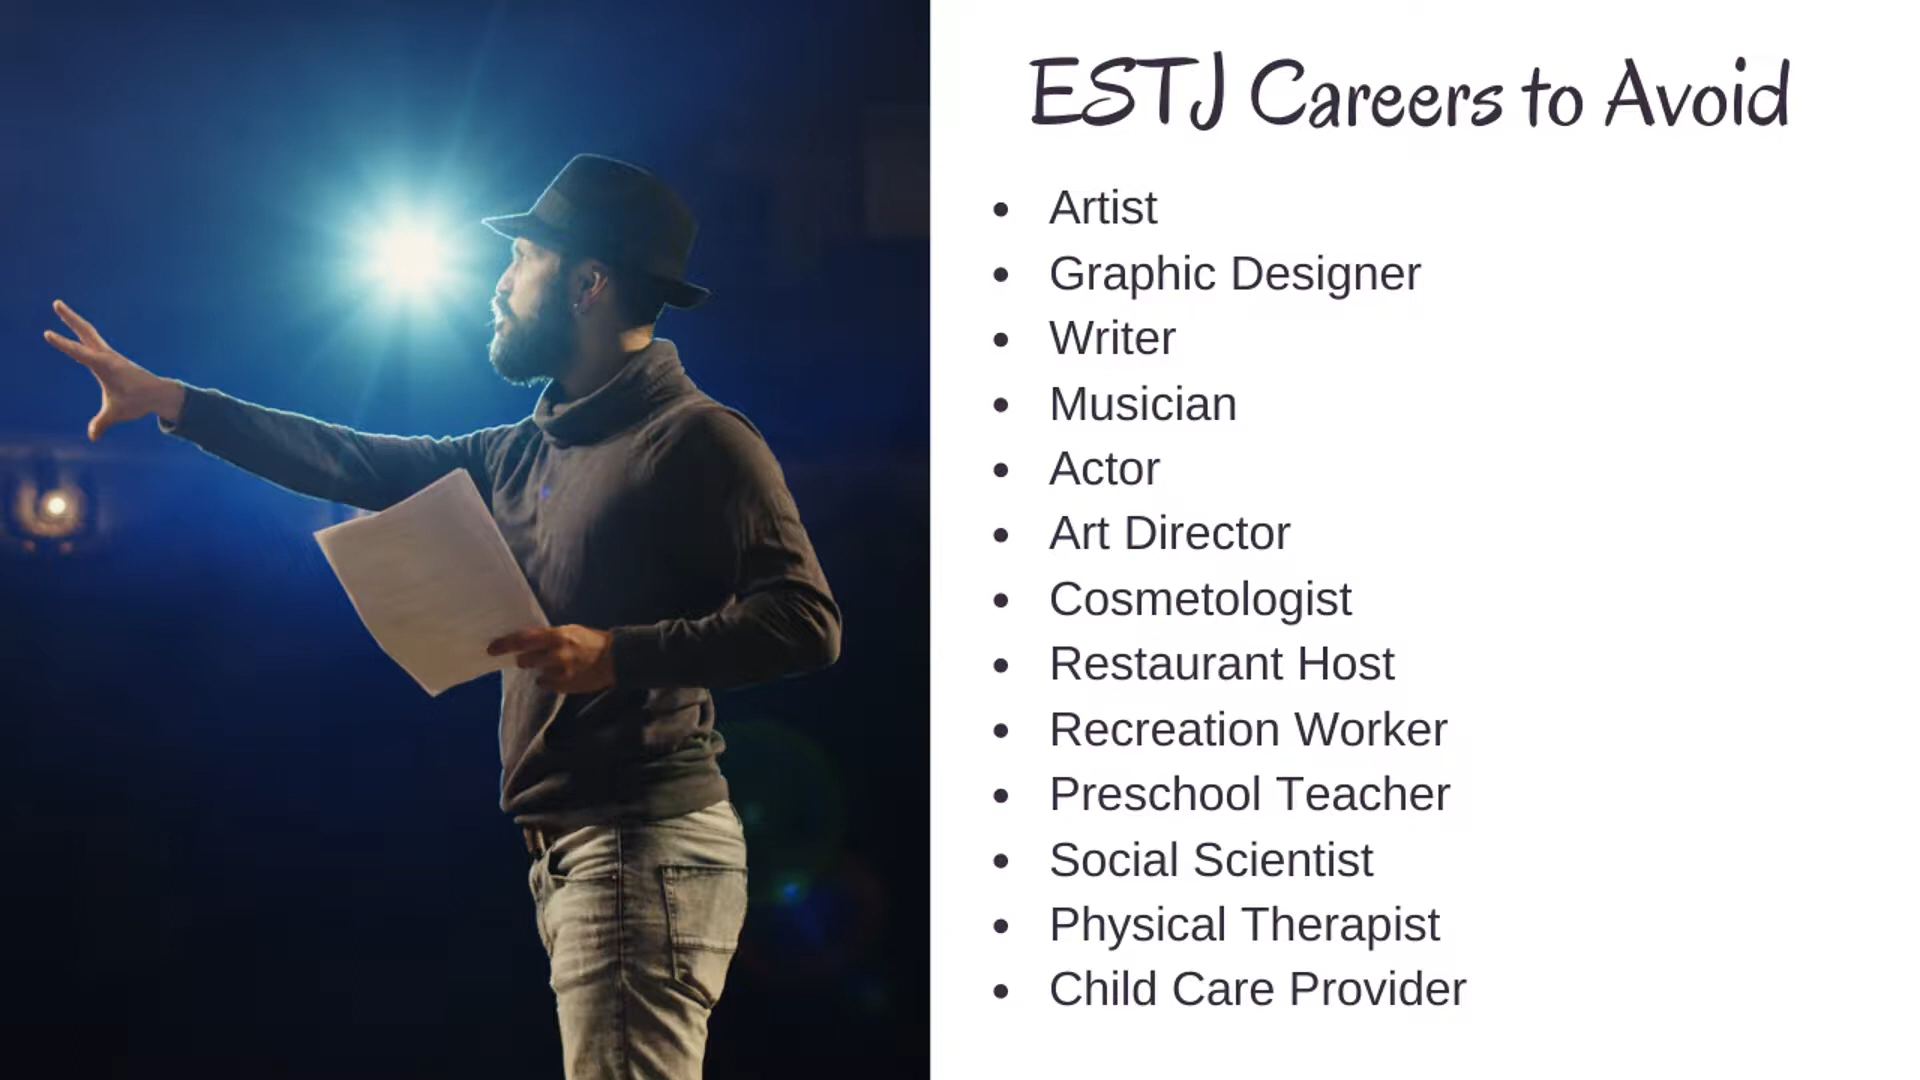 ESTJ Careers to Avoid
• Artist
• Graphic Designer
• Writer
• Musician
• Actor
• Art Director
• Cosmetologist
• Restaurant Host
• Recreation Worker
• Preschool Teacher
• Social Scientist
• Physical Therapist
• Child Care Provider